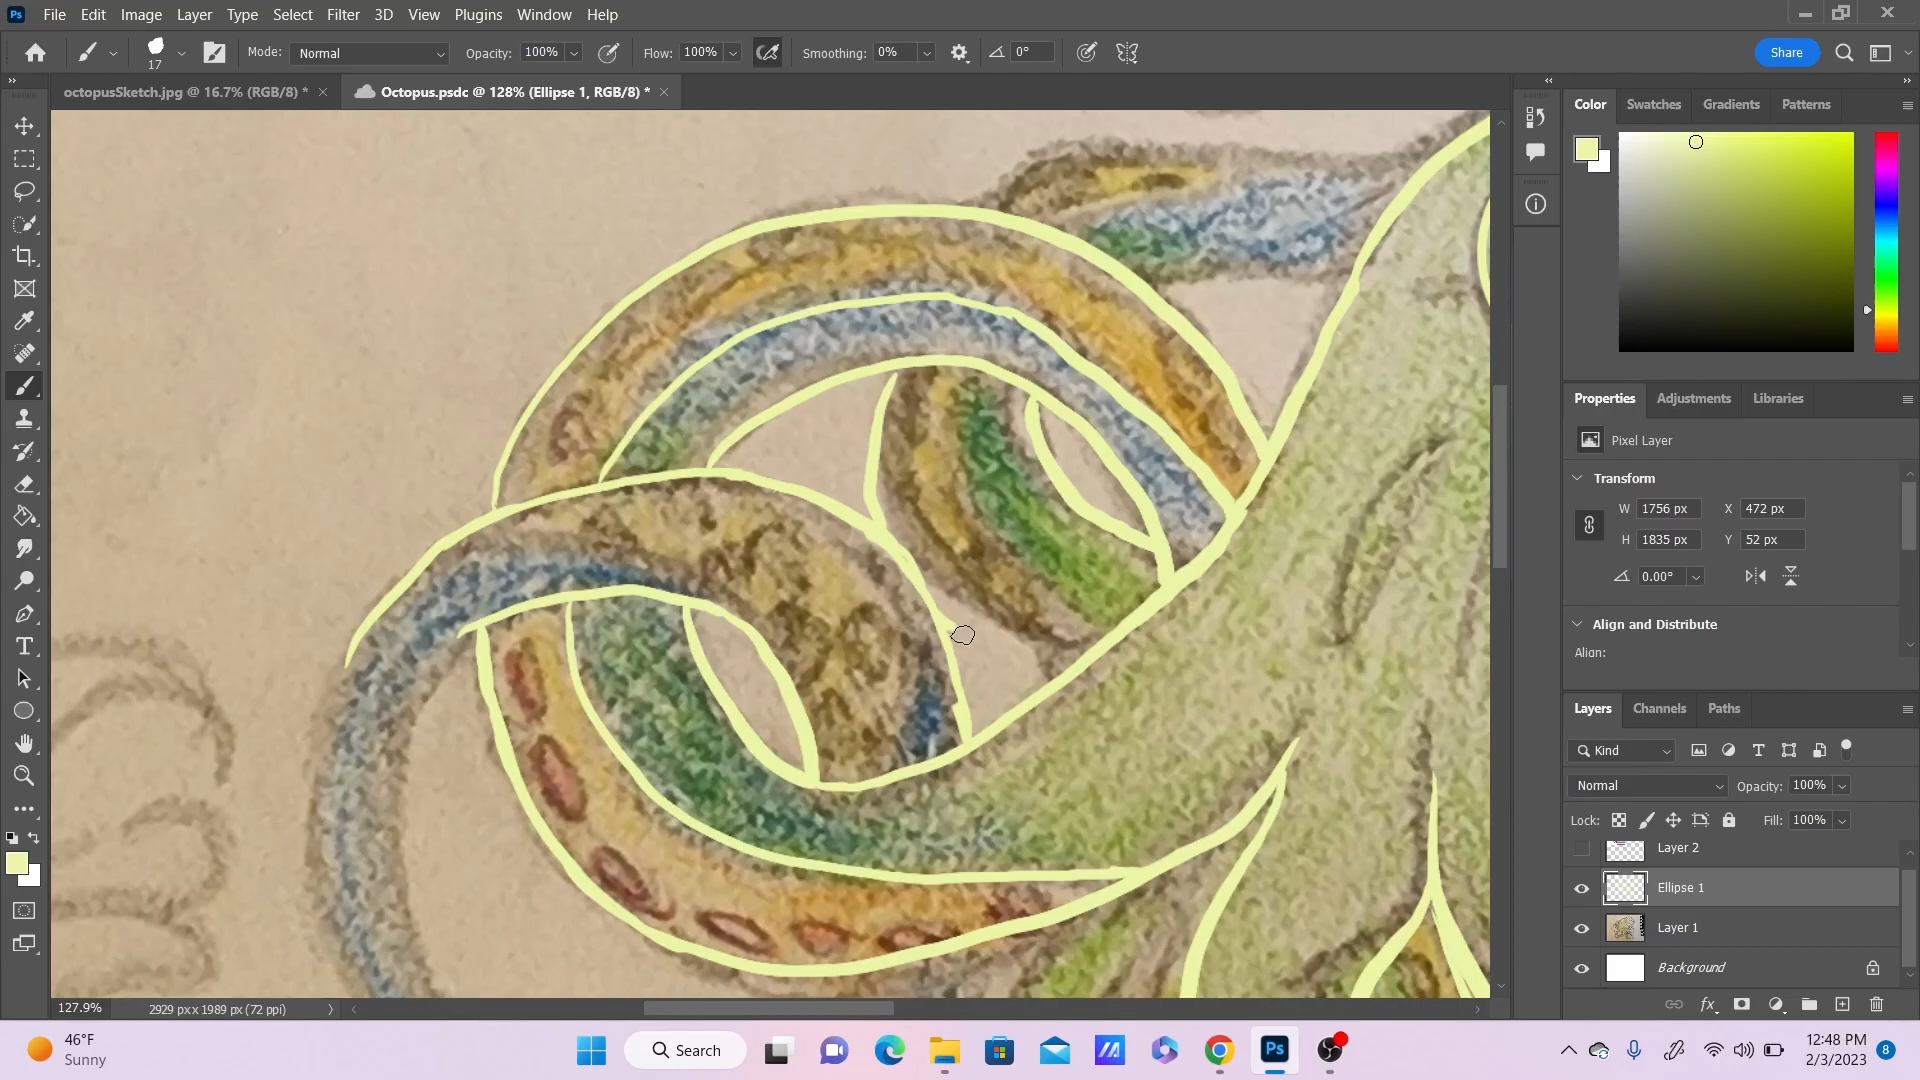 Ps File Edit Image Layer Type Select Filter 3D View Plugins Window Help
17 Mode: Normal Opacity: 100% Flow: 100% Smoothing: 0% 0° Share
octopusSketch.jpg @ 16.7% (RGB/8) * Octopus.psdc @ 128% (Ellipse 1, RGB/8) *
Color Swatches Gradients Patterns
Properties Adjustments Libraries
Pixel Layer
Transform
W 1756 px X 472 px
H 1835 px Y 52 px
0.00°
Align and Distribute
Align:
Layers Channels Paths
Kind
Normal Opacity: 100%
Lock: Fill: 100%
Layer 2
Ellipse 1
Layer 1
Background
127.9% 2929 px x 1989 px (72 ppi)
46°F
Sunny
Search
Ps
12:48 PM
2/3/2023
8